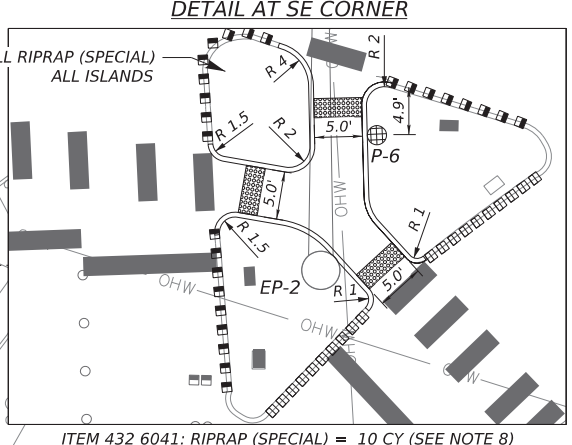 DETAIL AT SE CORNER
LL RIPRAP (SPECIAL)
ALL ISLANDS
R 4
OHW
R 2
4.9'
R 1.5
R 2
5.0'
P-6
5.0'
OHW
R 1
R 1.5
OHW
EP-2
R 1
5.0'
OHW
OHW
ITEM 432 6041: RIPRAP (SPECIAL) = 10 CY (SEE NOTE 8)